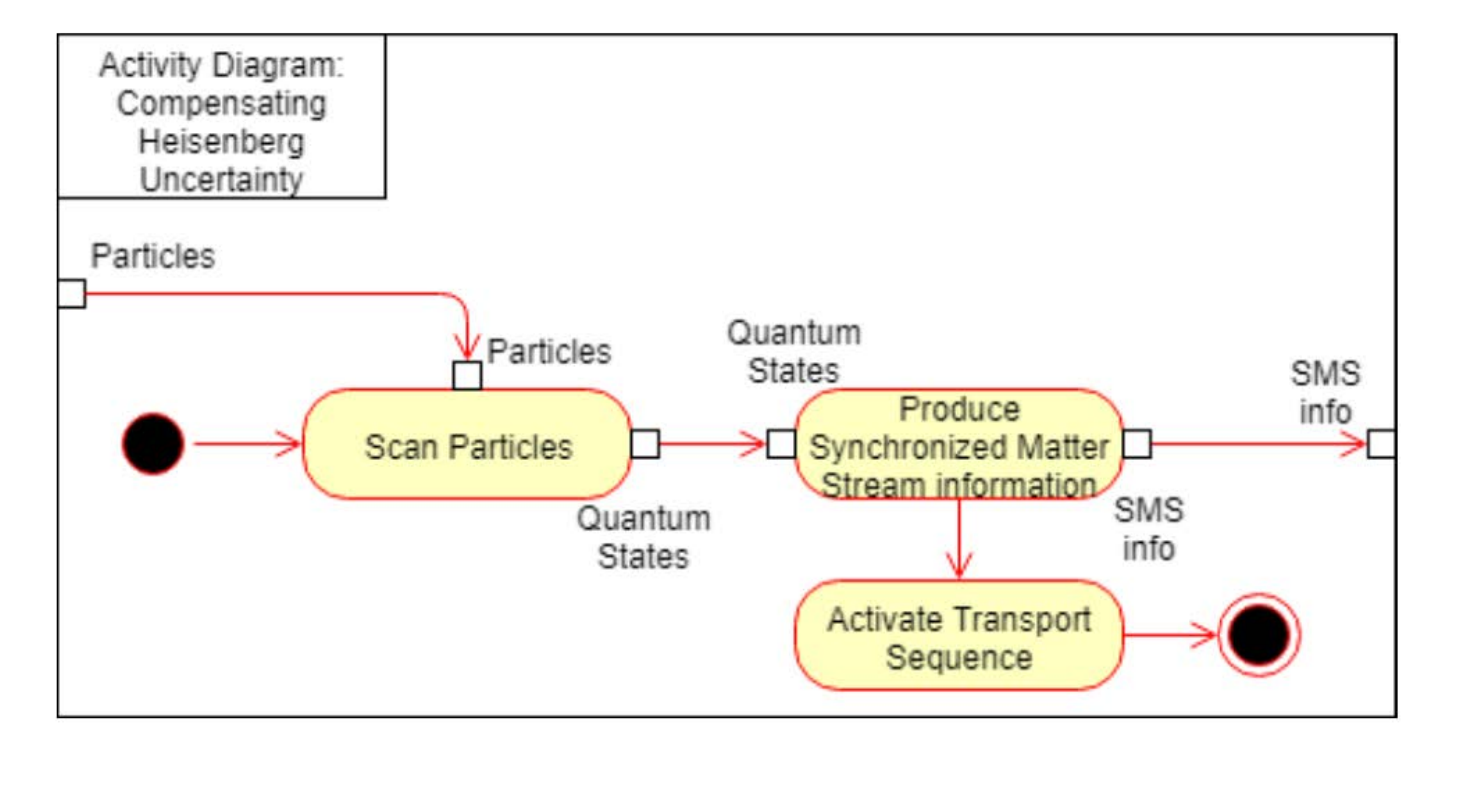 Activity Diagram:
Compensating
Heisenberg
Uncertainty
Particles
Particles
Quantum
States
SMS
info
Scan Particles
Produce
Synchronized Matter
Stream information
Quantum
States
SMS
info
Activate Transport
Sequence